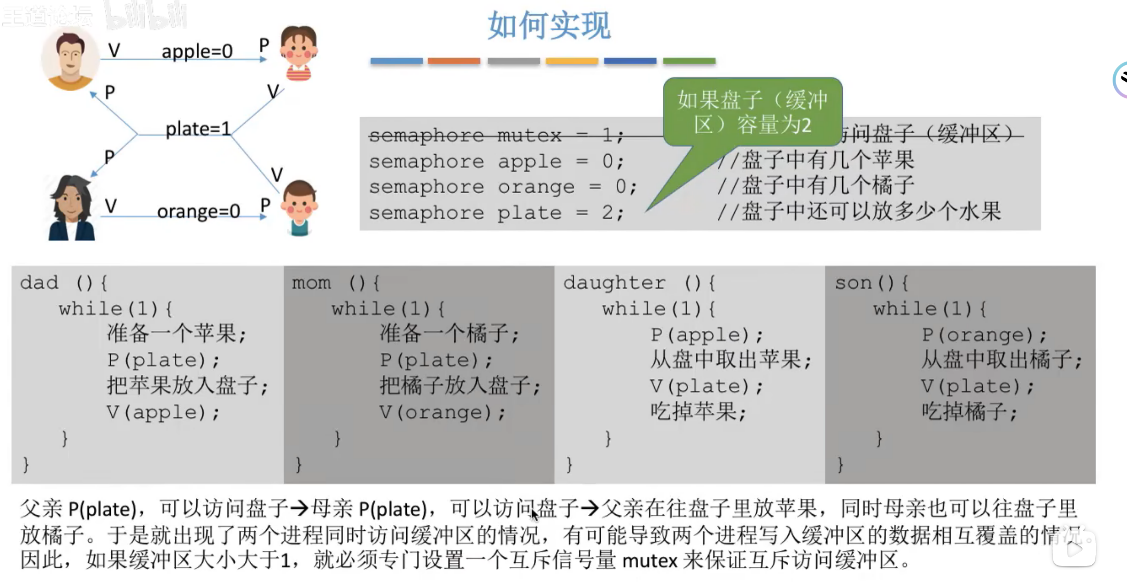 王道论坛 bilibili
如何实现
V apple=0 P
P V
plate=1
P V
V orange=0 P
如果盘子（缓冲
区）容量为2
semaphore mutex = 1; 访问盘子（缓冲区）
semaphore apple = 0; //盘子中有几个苹果
semaphore orange = 0; //盘子中有几个橘子
semaphore plate = 2; //盘子中还可以放多少个水果
dad (){
while(1){
准备一个苹果;
P(plate);
把苹果放入盘子;
V(apple);
}
}
mom (){
while(1){
准备一个橘子;
P(plate);
把橘子放入盘子;
V(orange);
}
}
daughter (){
while(1){
P(apple);
从盘中取出苹果;
V(plate);
吃掉苹果;
}
}
son(){
while(1){
P(orange);
从盘中取出橘子;
V(plate);
吃掉橘子;
}
}
父亲 P(plate)，可以访问盘子→母亲 P(plate)，可以访问盘子→父亲在往盘子里放苹果，同时母亲也可以往盘子里
放橘子。于是就出现了两个进程同时访问缓冲区的情况，有可能导致两个进程写入缓冲区的数据相互覆盖的情况。
因此，如果缓冲区大小大于1，就必须专门设置一个互斥信号量 mutex 来保证互斥访问缓冲区。